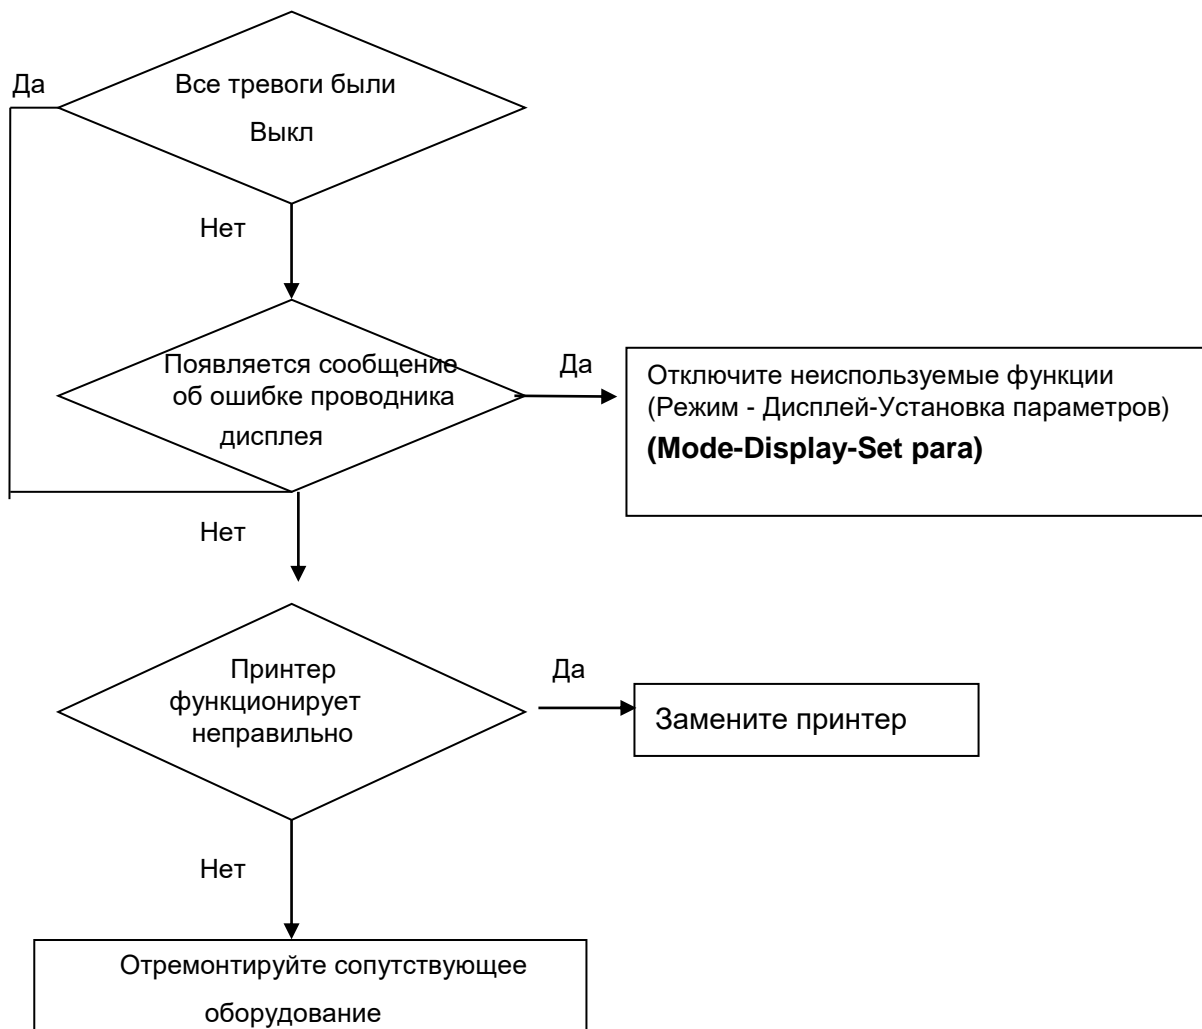 Да
Все тревоги были
Выкл
Нет
Появляется сообщение
об ошибке проводника
дисплея
Да
Отключите неиспользуемые функции
(Режим - Дисплей-Установка параметров)
(Mode-Display-Set para)
Нет
Принтер
функционирует
неправильно
Да
Замените принтер
Нет
Отремонтируйте сопутствующее
оборудование